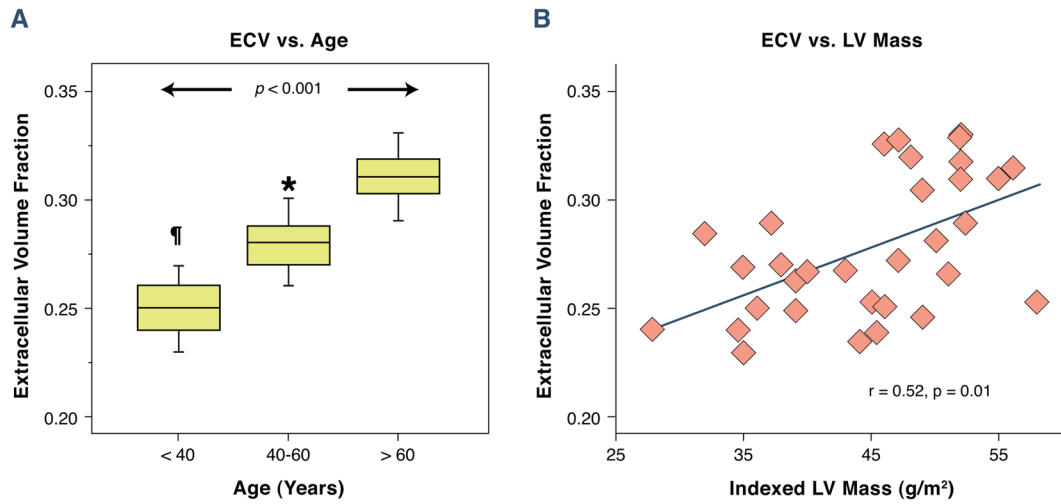 A
ECV vs. Age
Extracellular Volume Fraction
0.35
0.30
0.25
0.20
p < 0.001
¶
*
< 40
40-60
> 60
Age (Years)
B
ECV vs. LV Mass
Extracellular Volume Fraction
0.35
0.30
0.25
0.20
r = 0.52, p = 0.01
25
35
45
55
Indexed LV Mass (g/m²)